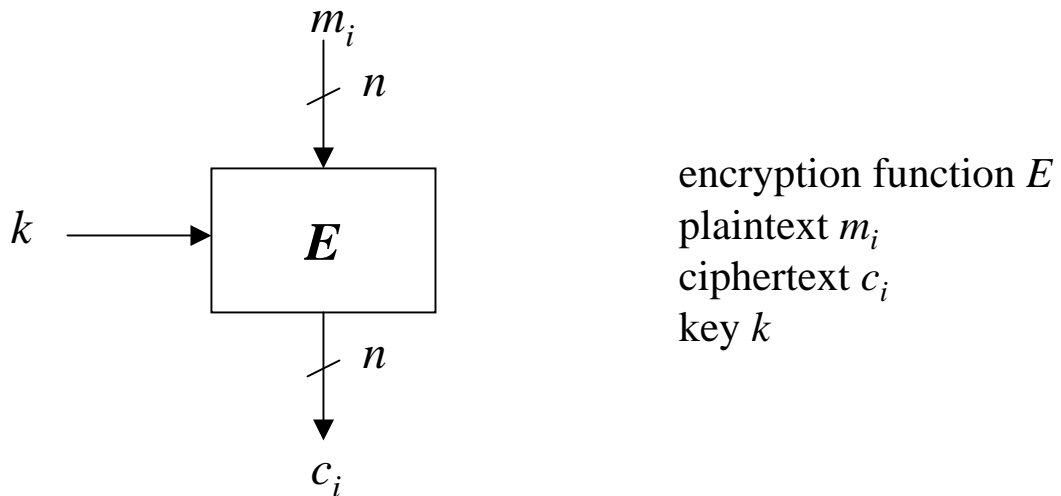 m_i
n
k
E
n
c_i
encryption function E
plaintext m_i
ciphertext c_i
key k